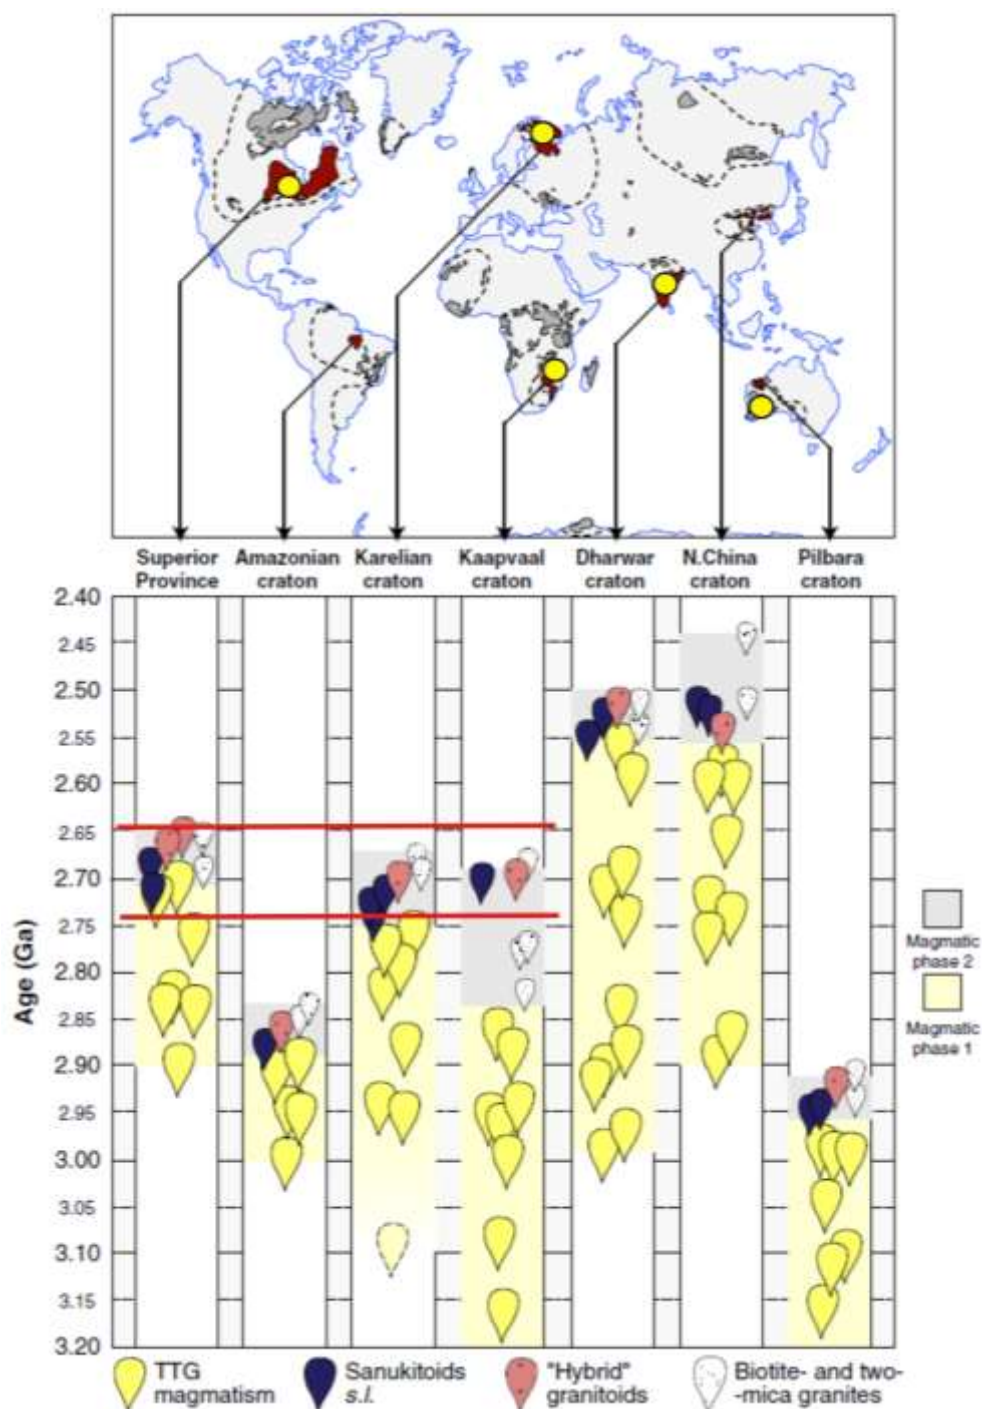 Superior
Province
Amazonian
craton
Karelian
craton
Kaapvaal
craton
Dharwar
craton
N.China
craton
Pilbara
craton
Age (Ga)
2.40
2.45
2.50
2.55
2.60
2.65
2.70
2.75
2.80
2.85
2.90
2.95
3.00
3.05
3.10
3.15
3.20
Magmatic
phase 2
Magmatic
phase 1
TTG
magmatism
Sanukitoids
s.l.
"Hybrid"
granitoids
Biotite- and two-
-mica granites